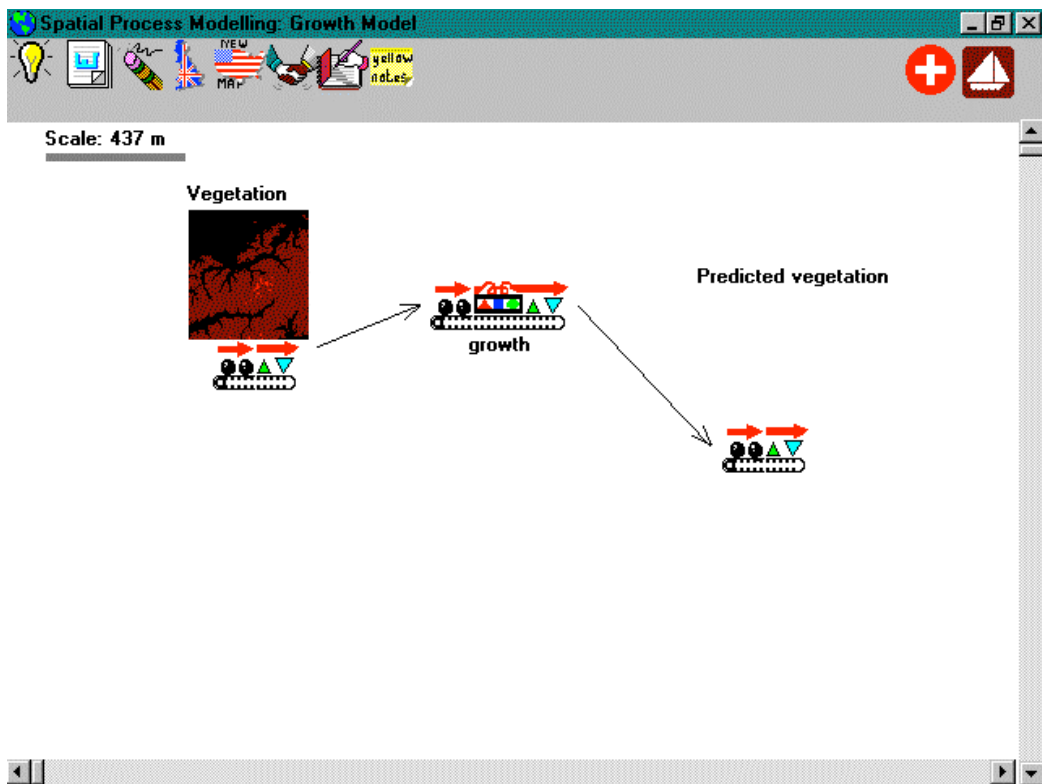 Spatial Process Modelling: Growth Model
NEW
MAP
yellow
notes
Scale: 437 m
Vegetation
Predicted vegetation
growth